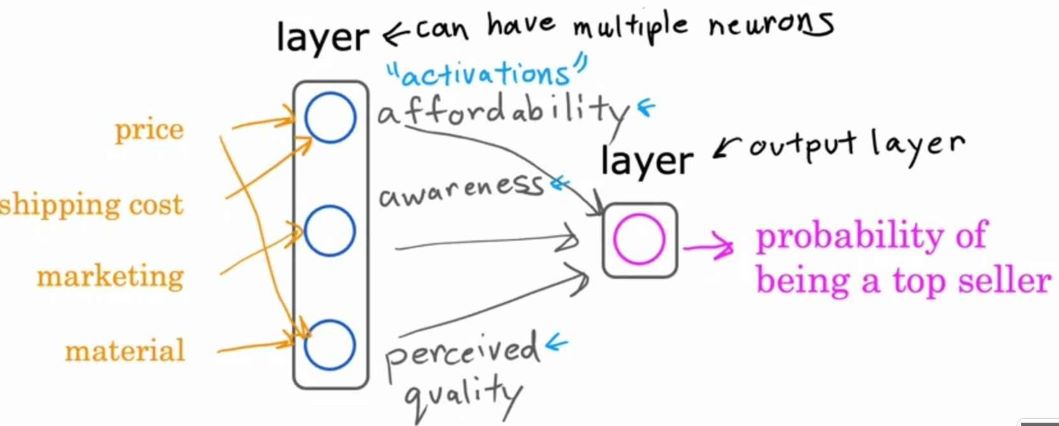 layer ←can have multiple neurons
"activations"
price
affordability
layer ←output layer
shipping cost
awareness
probability of
being a top seller
marketing
material
perceived
quality